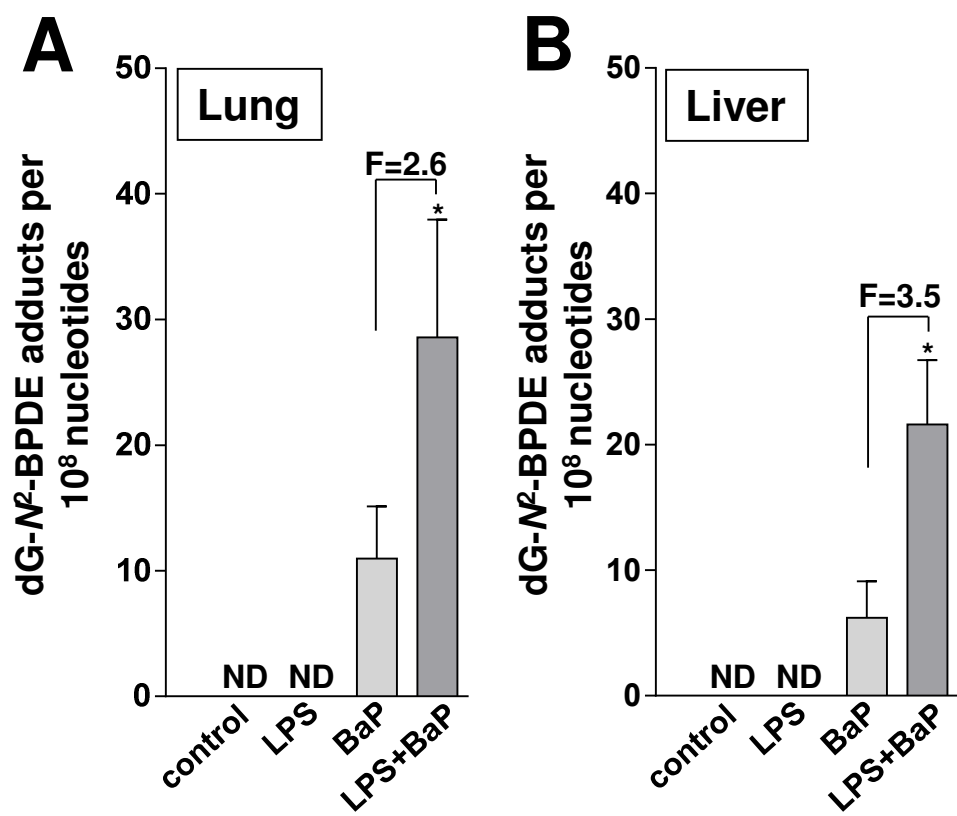 A
50
40
30
20
10
0
dG-N²-BPDE adducts per
10⁸ nucleotides
Lung
F=2.6
*
ND
ND
control
LPS
BaP
LPS+BaP
B
50
40
30
20
10
0
dG-N²-BPDE adducts per
10⁸ nucleotides
Liver
F=3.5
*
ND
ND
control
LPS
BaP
LPS+BaP